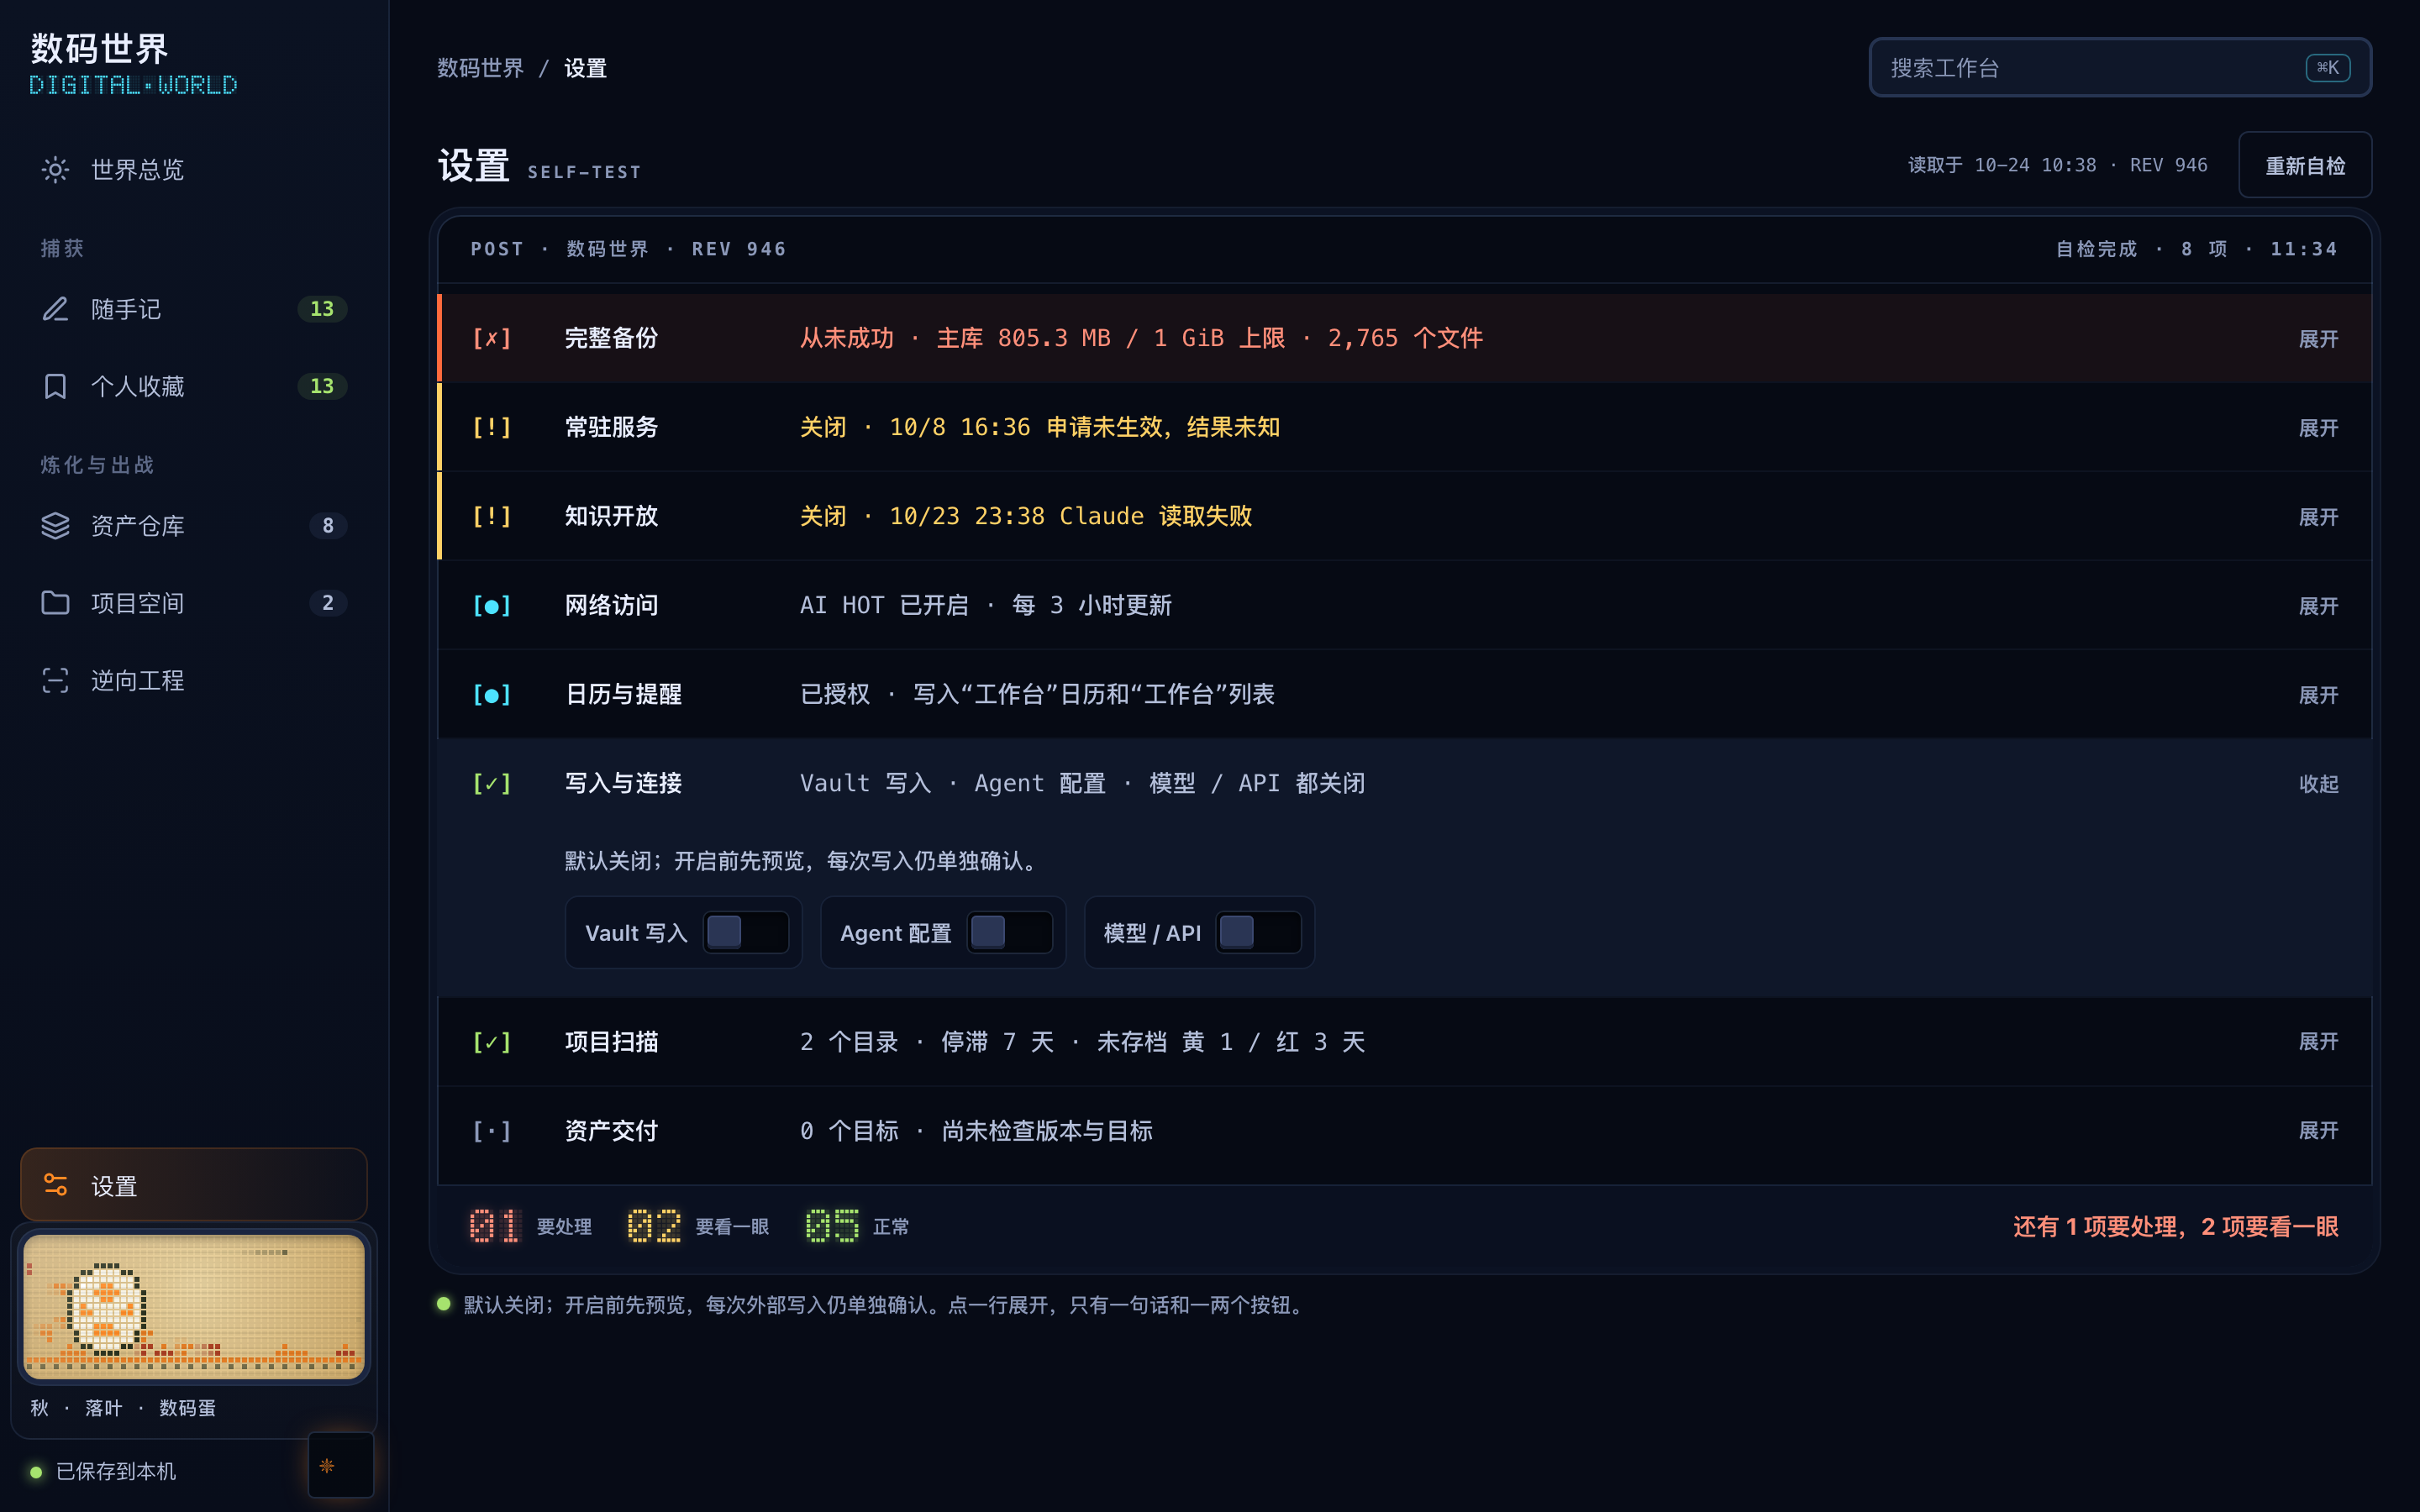 数码世界
DIGITAL·WORLD
世界总览
捕获
随手记 13
个人收藏 13
炼化与出战
资产仓库 8
项目空间 2
逆向工程
设置
秋 · 落叶 · 数码蛋
已保存到本机
数码世界 / 设置
搜索工作台 ⌘K
设置 SELF-TEST
读取于 10-24 10:38 · REV 946
重新自检
POST · 数码世界 · REV 946
自检完成 · 8 项 · 11:34
[✗] 完整备份 从未成功 · 主库 805.3 MB / 1 GiB 上限 · 2,765 个文件 展开
[!] 常驻服务 关闭 · 10/8 16:36 申请未生效，结果未知 展开
[!] 知识开放 关闭 · 10/23 23:38 Claude 读取失败 展开
[●] 网络访问 AI HOT 已开启 · 每 3 小时更新 展开
[●] 日历与提醒 已授权 · 写入“工作台”日历和“工作台”列表 展开
[✓] 写入与连接 Vault 写入 · Agent 配置 · 模型 / API 都关闭 收起
默认关闭；开启前先预览，每次写入仍单独确认。
Vault 写入 Agent 配置 模型 / API
[✓] 项目扫描 2 个目录 · 停滞 7 天 · 未存档 黄 1 / 红 3 天 展开
[·] 资产交付 0 个目标 · 尚未检查版本与目标 展开
01 要处理 02 要看一眼 05 正常
还有 1 项要处理，2 项要看一眼
默认关闭；开启前先预览，每次外部写入仍单独确认。点一行展开，只有一句话和一两个按钮。